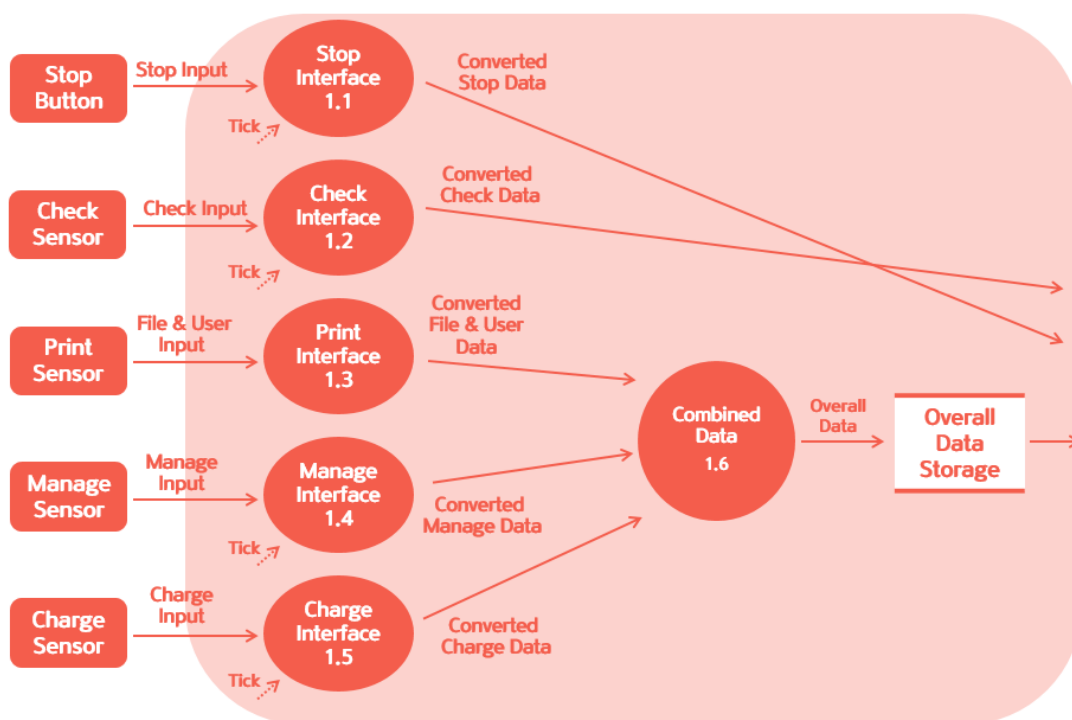 Stop
Button
Stop Input
Stop
Interface
1.1
Tick
Converted
Stop Data
Check
Sensor
Check Input
Check
Interface
1.2
Tick
Converted
Check Data
Print
Sensor
File & User
Input
Print
Interface
1.3
Converted
File & User
Data
Manage
Sensor
Manage
Input
Manage
Interface
1.4
Tick
Converted
Manage Data
Charge
Sensor
Charge
Input
Charge
Interface
1.5
Tick
Converted
Charge Data
Combined
Data
1.6
Overall
Data
Overall
Data
Storage